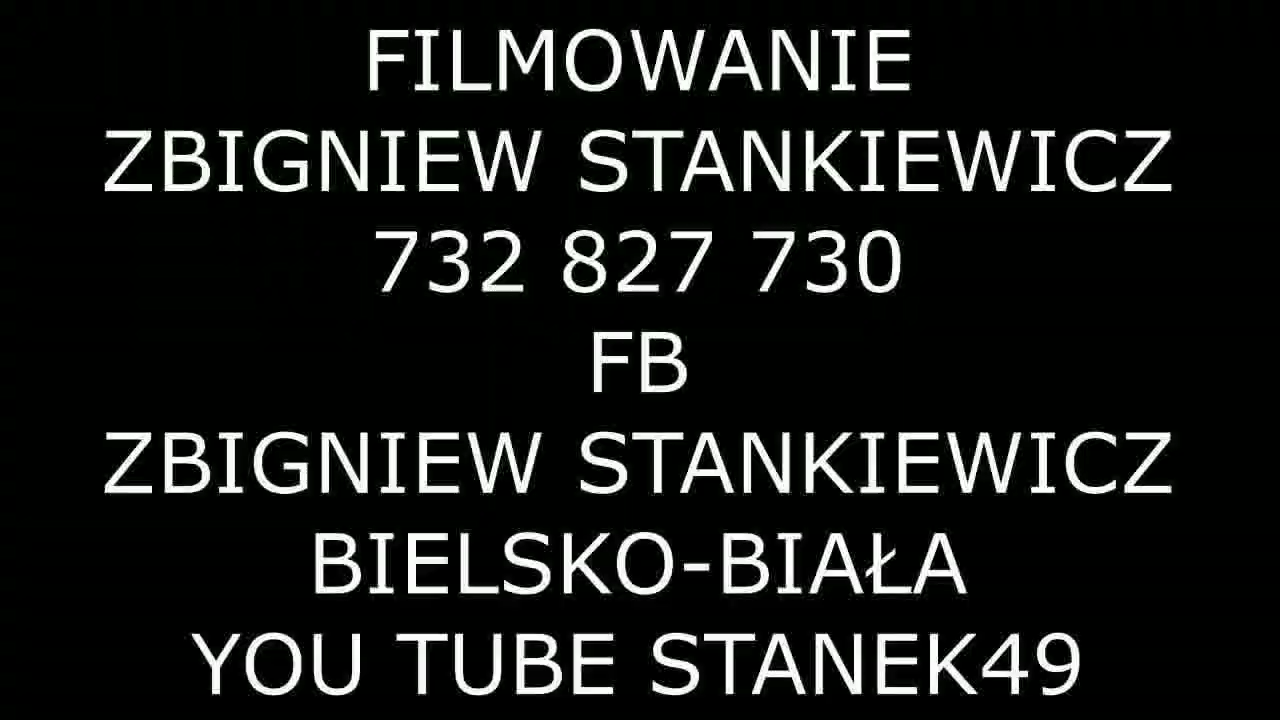 FILMOWANIE
ZBIGNIEW STANKIEWICZ
732 827 730
FB
ZBIGNIEW STANKIEWICZ
BIELSKO-BIAŁA
YOU TUBE STANEK49